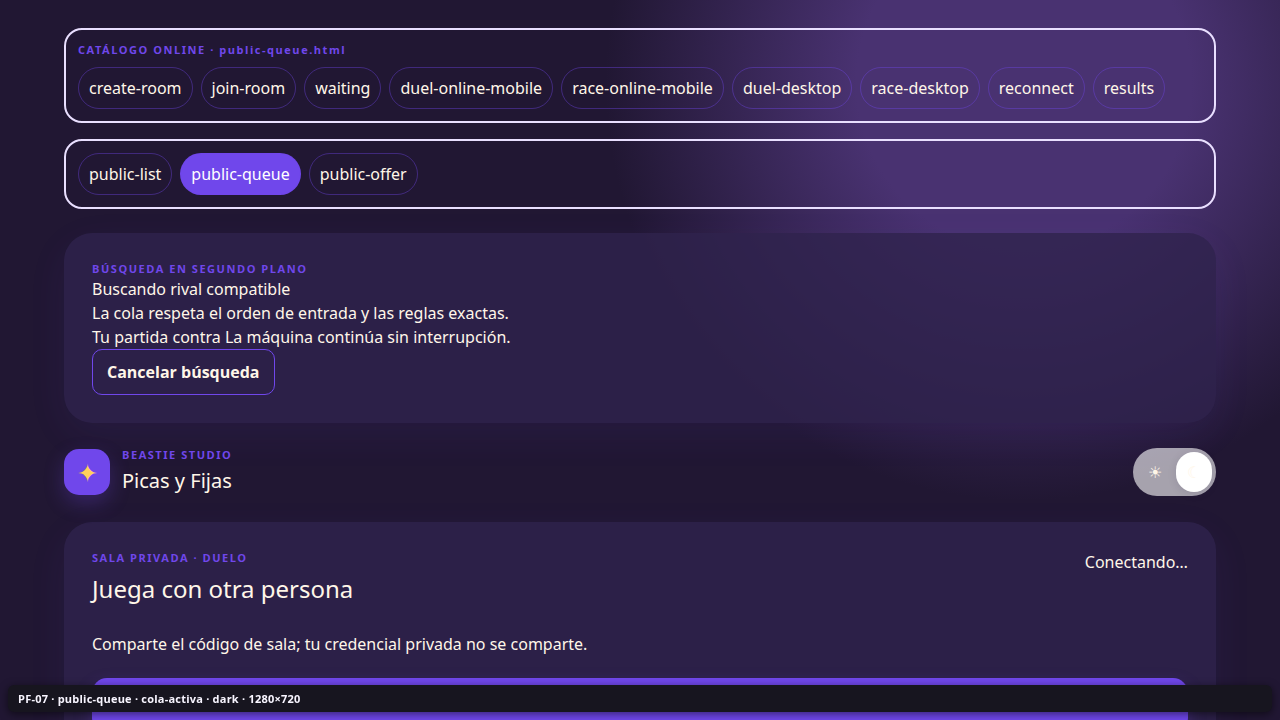 CATÁLOGO ONLINE · public-queue.html
create-room join-room waiting duel-online-mobile race-online-mobile duel-desktop race-desktop reconnect results
public-list public-queue public-offer
BÚSQUEDA EN SEGUNDO PLANO
Buscando rival compatible
La cola respeta el orden de entrada y las reglas exactas.
Tu partida contra La máquina continúa sin interrupción.
Cancelar búsqueda
BEASTIE STUDIO
Picas y Fijas
SALA PRIVADA · DUELO
Conectando…
Juega con otra persona
Comparte el código de sala; tu credencial privada no se comparte.
PF-07 · public-queue · cola-activa · dark · 1280×720